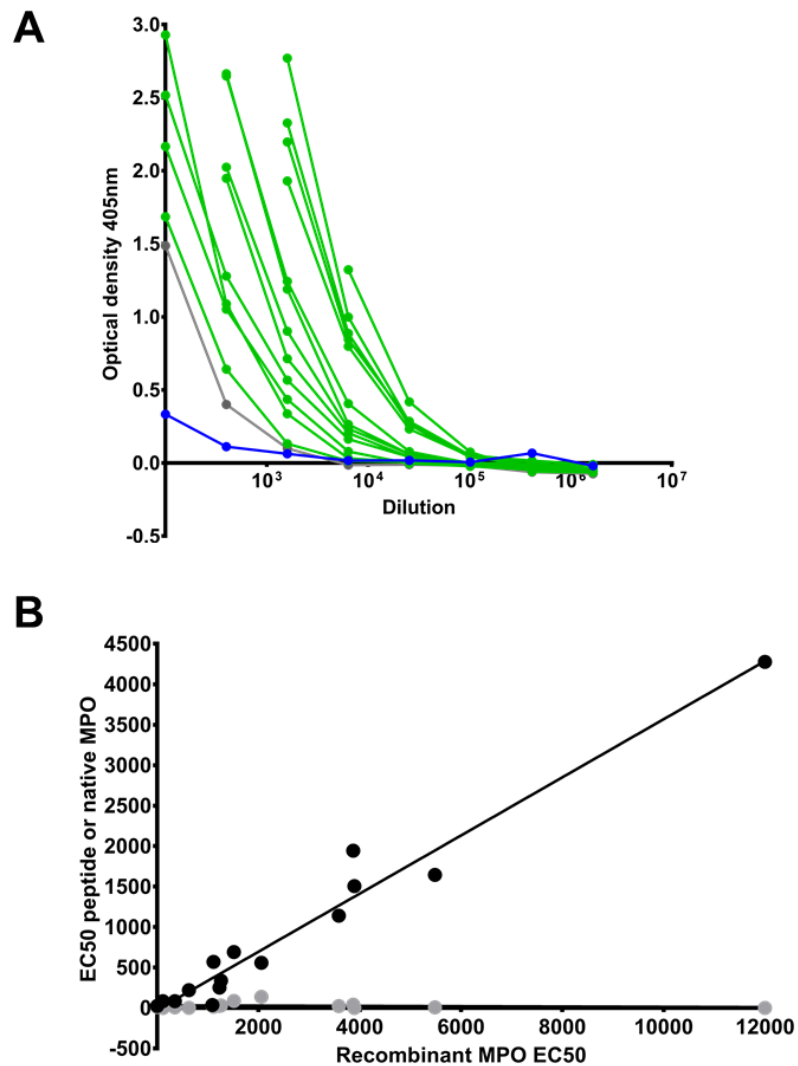 A
3.0
2.5
2.0
1.5
1.0
0.5
0.0
-0.5
Optical density 405nm
10³ 10⁴ 10⁵ 10⁶ 10⁷
Dilution
B
4500
4000
3500
3000
2500
2000
1500
1000
500
0
-500
EC50 peptide or native MPO
2000 4000 6000 8000 10000 12000
Recombinant MPO EC50